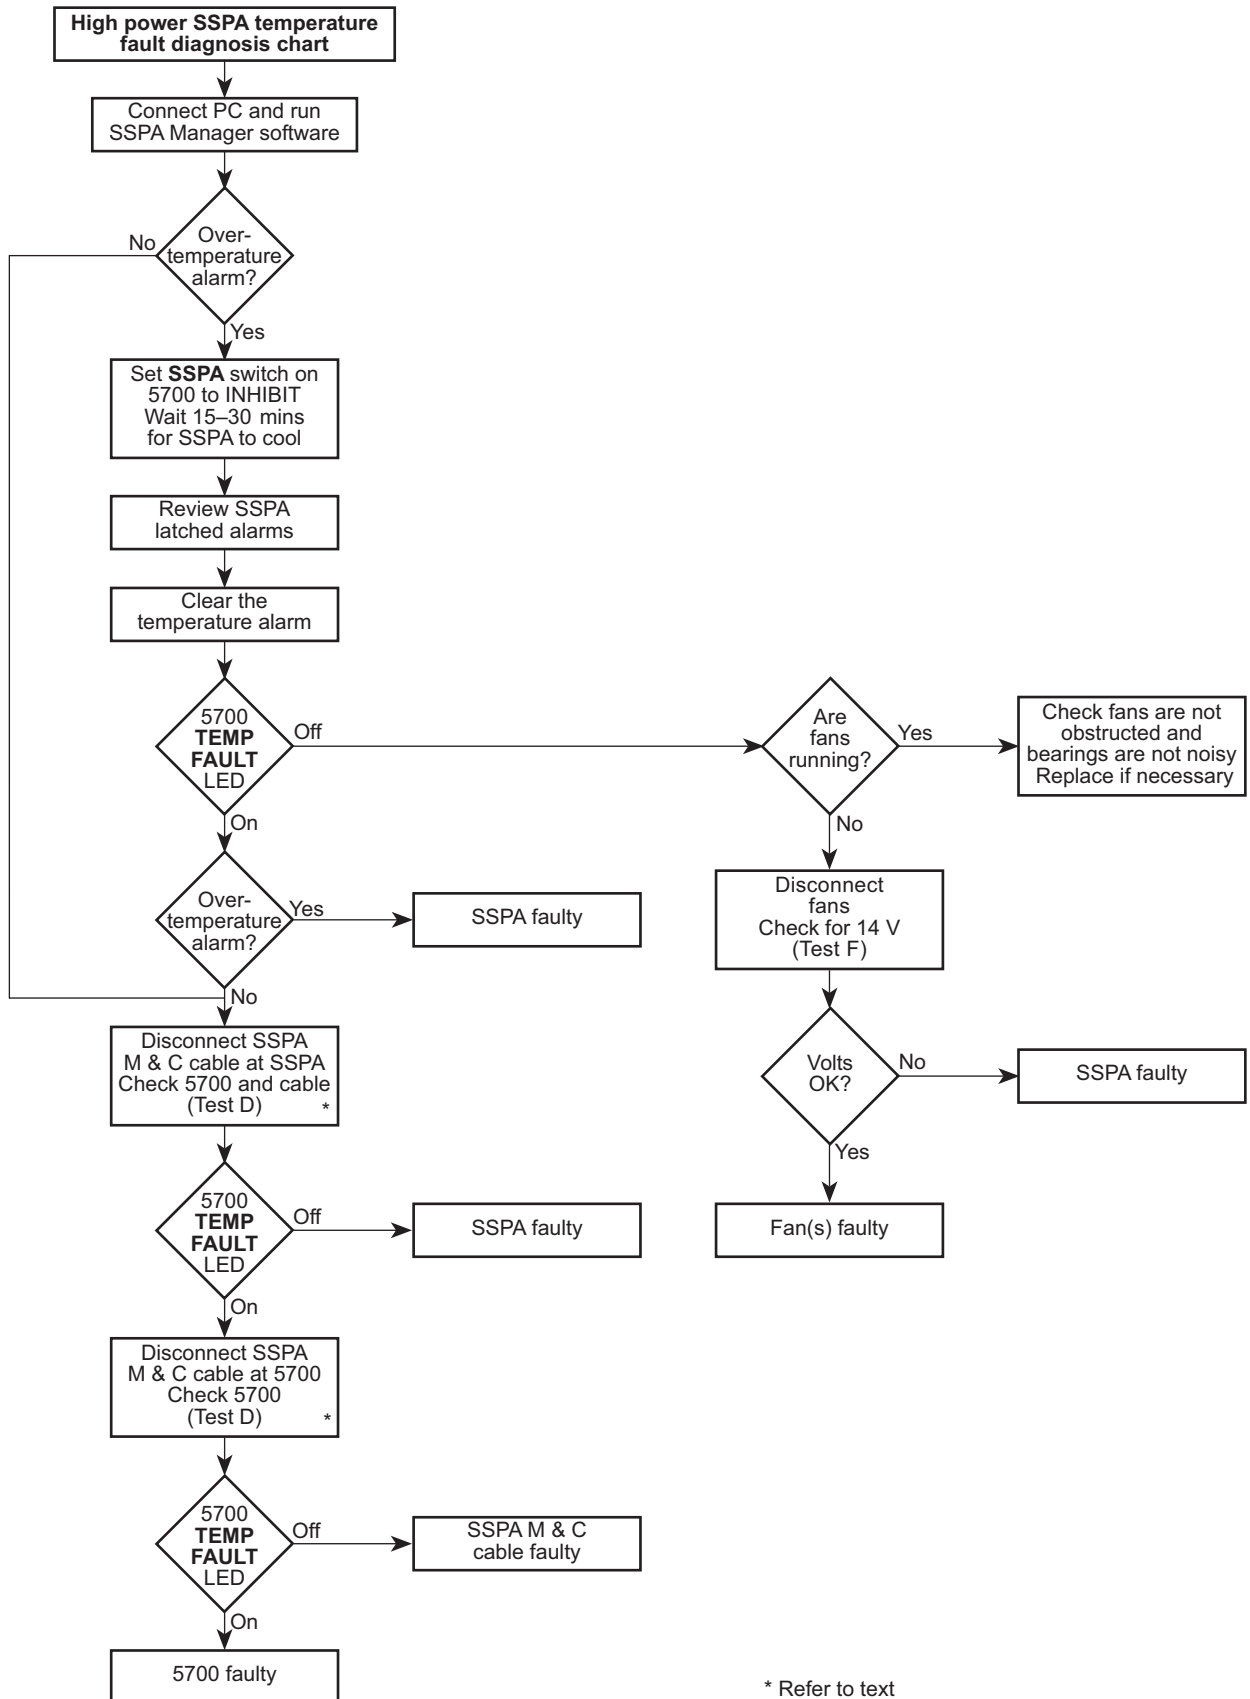 High power SSPA temperature
fault diagnosis chart
Connect PC and run
SSPA Manager software
Over-
temperature
alarm?
No
Yes
Set SSPA switch on
5700 to INHIBIT
Wait 15–30 mins
for SSPA to cool
Review SSPA
latched alarms
Clear the
temperature alarm
5700
TEMP
FAULT
LED
Off
On
Are
fans
running?
Yes
No
Check fans are not
obstructed and
bearings are not noisy
Replace if necessary
Disconnect
fans
Check for 14 V
(Test F)
Volts
OK?
No
Yes
SSPA faulty
Fan(s) faulty
Over-
temperature
alarm?
Yes
No
SSPA faulty
Disconnect SSPA
M & C cable at SSPA
Check 5700 and cable
(Test D) *
5700
TEMP
FAULT
LED
Off
On
SSPA faulty
Disconnect SSPA
M & C cable at 5700
Check 5700
(Test D) *
5700
TEMP
FAULT
LED
Off
On
SSPA M & C
cable faulty
5700 faulty
* Refer to text